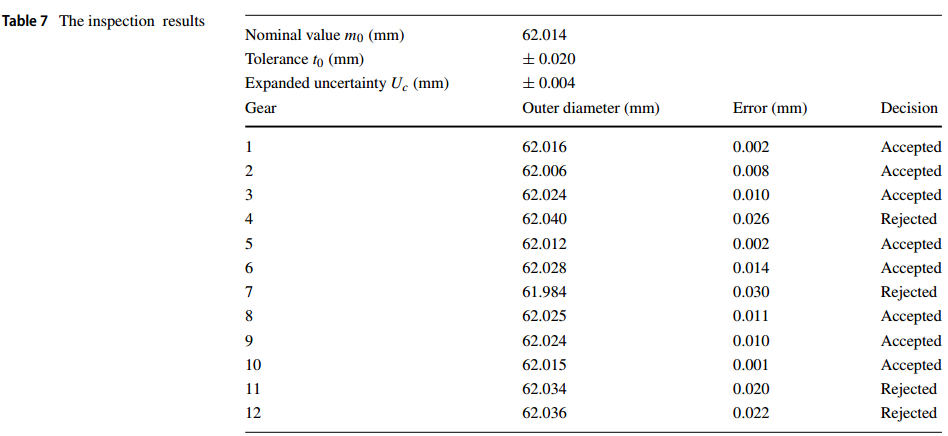 Table 7 The inspection results
Nominal value m0 (mm) 62.014
Tolerance t0 (mm) ± 0.020
Expanded uncertainty Uc (mm) ± 0.004
Gear Outer diameter (mm) Error (mm) Decision
1 62.016 0.002 Accepted
2 62.006 0.008 Accepted
3 62.024 0.010 Accepted
4 62.040 0.026 Rejected
5 62.012 0.002 Accepted
6 62.028 0.014 Accepted
7 61.984 0.030 Rejected
8 62.025 0.011 Accepted
9 62.024 0.010 Accepted
10 62.015 0.001 Accepted
11 62.034 0.020 Rejected
12 62.036 0.022 Rejected